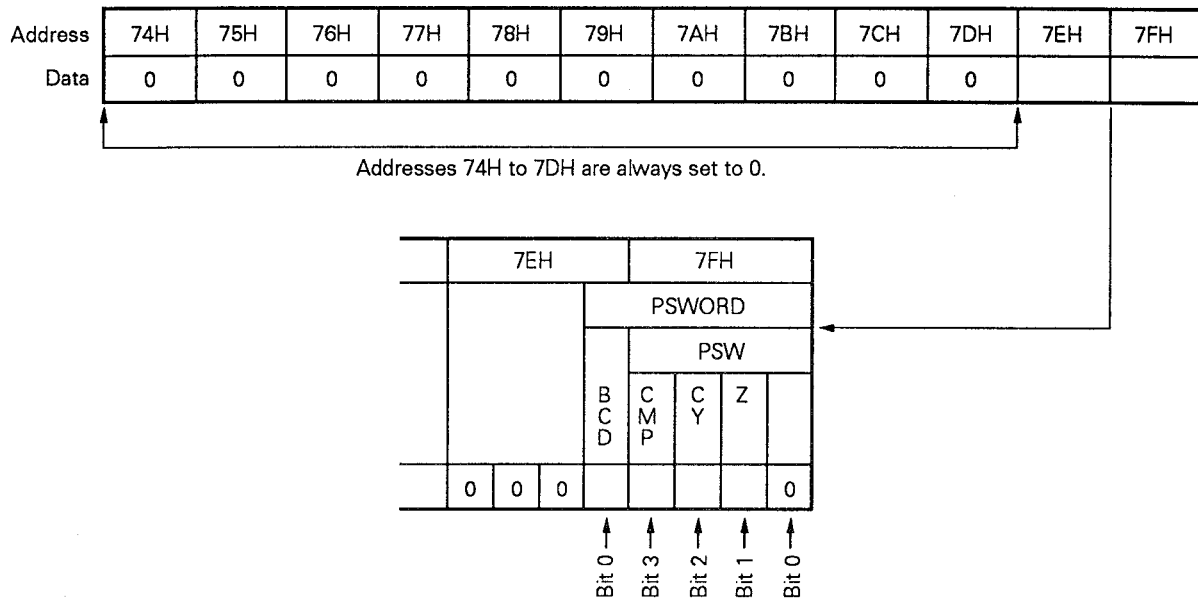 Address 74H 75H 76H 77H 78H 79H 7AH 7BH 7CH 7DH 7EH 7FH
Data 0 0 0 0 0 0 0 0 0 0
Addresses 74H to 7DH are always set to 0.
7EH 7FH
PSWORD
PSW
BCD CMP CY Z
0 0 0 0
Bit 0 Bit 3 Bit 2 Bit 1 Bit 0